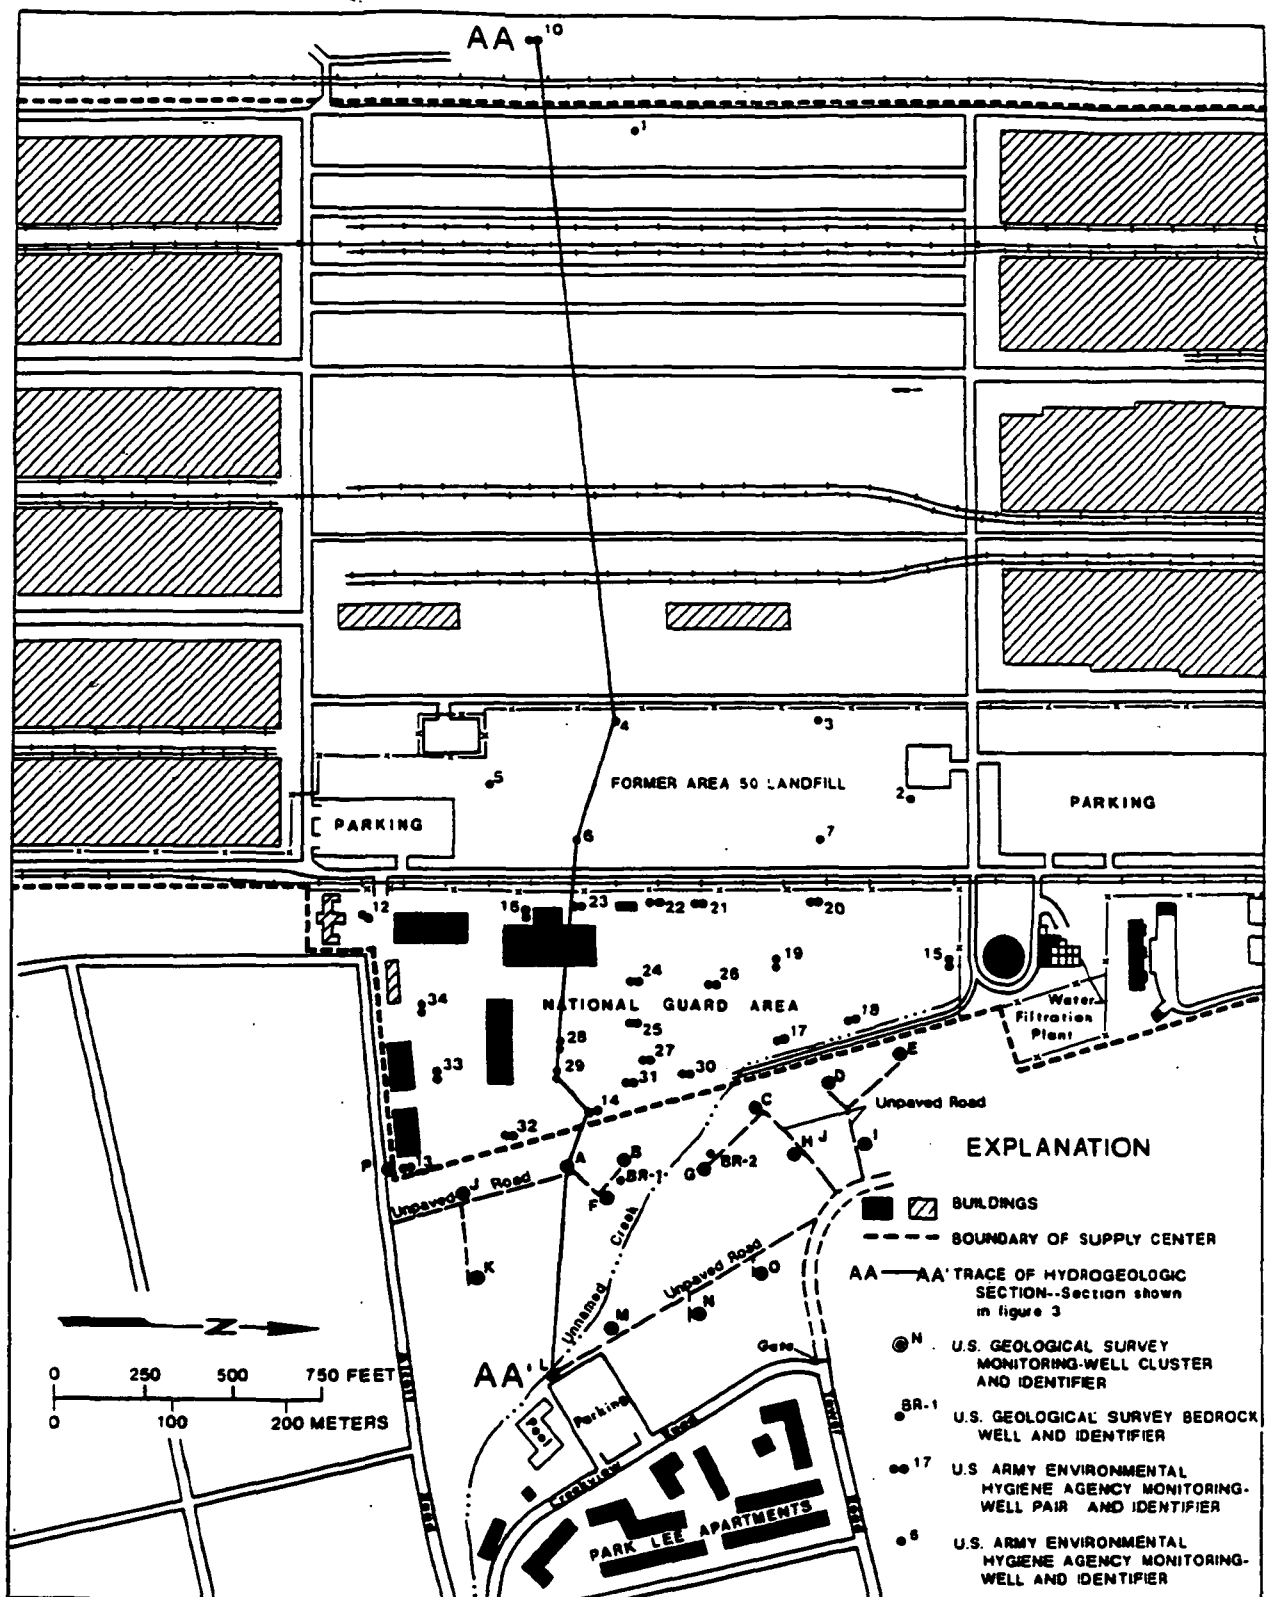 AA 10
1
4
3
5
FORMER AREA 50 LANDFILL
2
PARKING
PARKING
6
7
12
16
23
22
21
20
19
15
24
26
NATIONAL GUARD AREA
34
25
18
17
28
27
29
33
31
30
14
32
Water
Filtration
Plant
E
D
C
Unpaved Road
P
13
A
B
BR-1
BR-2
G
H
J
I
F
J
Unpaved Road
K
Creek
Unnamed
Unpaved Road
O
M
N
Gate
AA' L
Pool
Parking
Creekview
Road
PARK LEE APARTMENTS
Road
Road
N
0 250 500 750 FEET
0 100 200 METERS
EXPLANATION
BUILDINGS
BOUNDARY OF SUPPLY CENTER
AA AA' TRACE OF HYDROGEOLOGIC
SECTION--Section shown
in figure 3
N U.S. GEOLOGICAL SURVEY
MONITORING-WELL CLUSTER
AND IDENTIFIER
BR-1 U.S. GEOLOGICAL SURVEY BEDROCK
WELL AND IDENTIFIER
17 U.S ARMY ENVIRONMENTAL
HYGIENE AGENCY MONITORING-
WELL PAIR AND IDENTIFIER
6 U.S. ARMY ENVIRONMENTAL
HYGIENE AGENCY MONITORING-
WELL AND IDENTIFIER